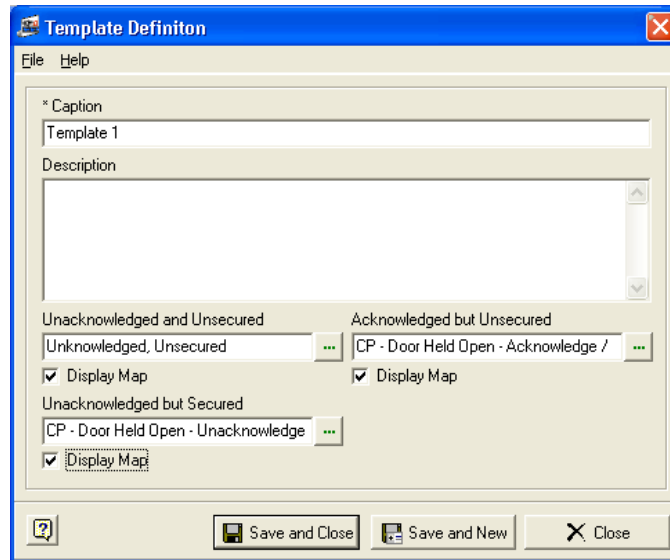 Template Definiton
File Help
* Caption
Template 1
Description
Unacknowledged and Unsecured Acknowledged but Unsecured
Unknowledged, Unsecured ... CP - Door Held Open - Acknowledge / ...
Display Map Display Map
Unacknowledged but Secured
CP - Door Held Open - Unacknowledge ...
Display Map
? Save and Close Save and New Close